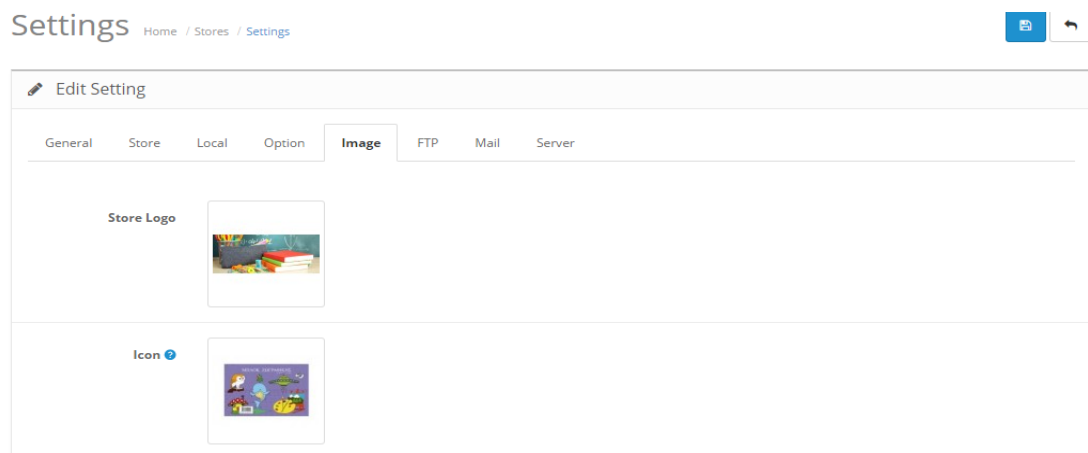 Settings Home / Stores / Settings
Edit Setting
General Store Local Option Image FTP Mail Server
Store Logo
Icon